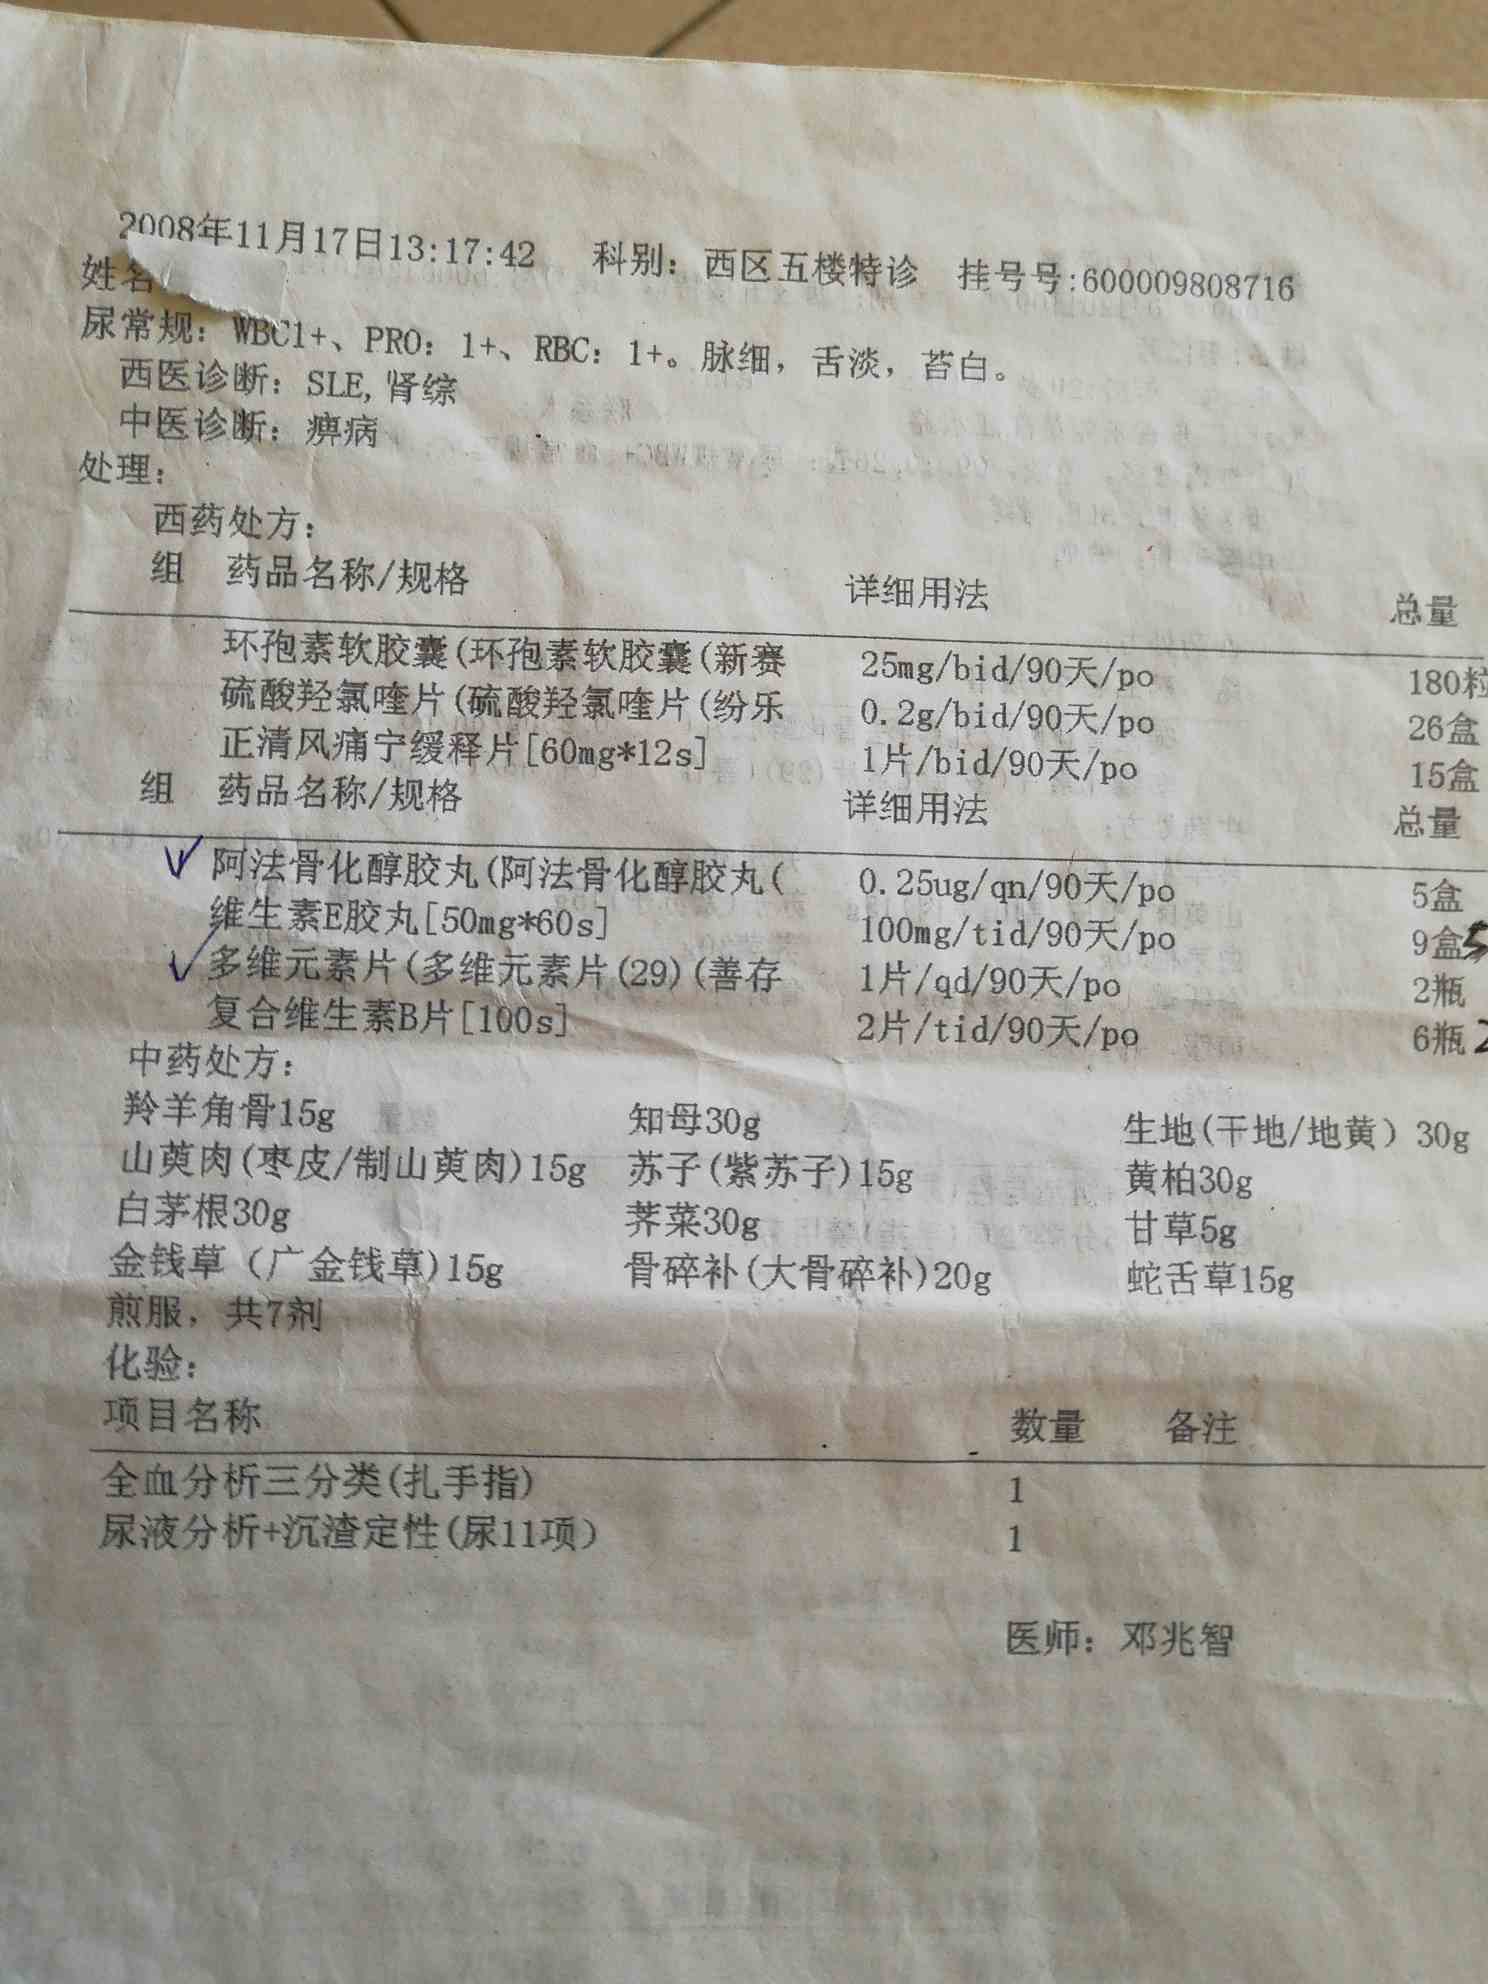 2008年11月17日13:17:42 科别：西区五楼特诊 挂号号:600009808716
姓名
尿常规：WBC1+、PRO：1+、RBC：1+。脉细，舌淡，苔白。
西医诊断：SLE,肾综
中医诊断：痹病
处理：
西药处方：
组 药品名称/规格 详细用法 总量
环孢素软胶囊(环孢素软胶囊(新赛 25mg/bid/90天/po 180粒
硫酸羟氯喹片(硫酸羟氯喹片(纷乐 0.2g/bid/90天/po 26盒
正清风痛宁缓释片[60mg*12s] 1片/bid/90天/po 15盒
组 药品名称/规格 详细用法 总量
阿法骨化醇胶丸(阿法骨化醇胶丸( 0.25ug/qn/90天/po 5盒
维生素E胶丸[50mg*60s] 100mg/tid/90天/po 9盒5
多维元素片(多维元素片(29)(善存 1片/qd/90天/po 2瓶
复合维生素B片[100s] 2片/tid/90天/po 6瓶2
中药处方：
羚羊角骨15g 知母30g 生地(干地/地黄）30g
山萸肉(枣皮/制山萸肉)15g 苏子(紫苏子)15g 黄柏30g
白茅根30g 荠菜30g 甘草5g
金钱草（广金钱草)15g 骨碎补(大骨碎补)20g 蛇舌草15g
煎服，共7剂
化验：
项目名称 数量 备注
全血分析三分类(扎手指) 1
尿液分析+沉渣定性(尿11项） 1
医师：邓兆智